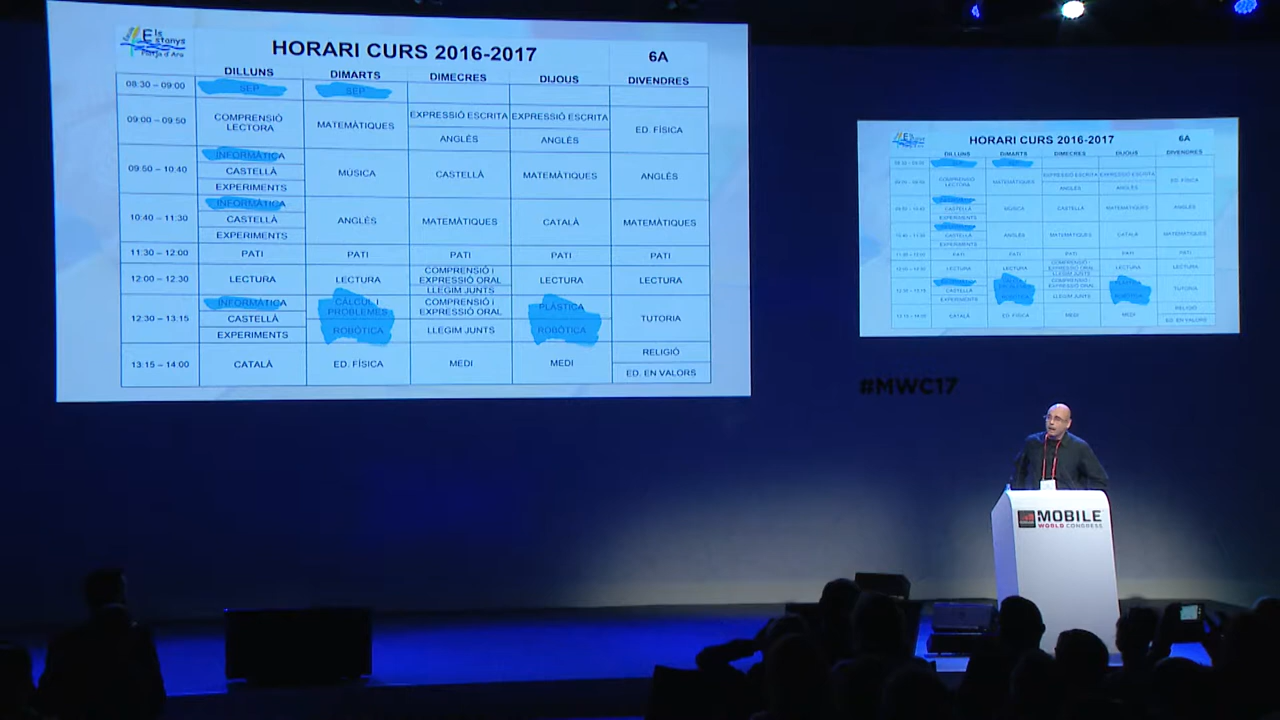 Els Estanys
Platja d'Aro
HORARI CURS 2016-2017
6A
DILLUNS DIMARTS DIMECRES DIJOUS DIVENDRES
08:30 – 09:00 SEP SEP
09:00 – 09:50 COMPRENSIÓ LECTORA MATEMÀTIQUES EXPRESSIÓ ESCRITA EXPRESSIÓ ESCRITA ED. FÍSICA
ANGLÈS ANGLÈS
09:50 – 10:40 INFORMÀTICA MÚSICA CASTELLÀ MATEMÀTIQUES ANGLÈS
CASTELLÀ
EXPERIMENTS
10:40 – 11:30 INFORMÀTICA ANGLÈS MATEMÀTIQUES CATALÀ MATEMÀTIQUES
CASTELLÀ
EXPERIMENTS
11:30 – 12:00 PATI PATI PATI PATI PATI
12:00 – 12:30 LECTURA LECTURA COMPRENSIÓ I EXPRESSIÓ ORAL LECTURA LECTURA
LLEGIM JUNTS
12:30 – 13:15 INFORMÀTICA CÀLCUL I PROBLEMES COMPRENSIÓ I EXPRESSIÓ ORAL PLÀSTICA TUTORIA
CASTELLÀ
EXPERIMENTS ROBÒTICA LLEGIM JUNTS ROBÒTICA
13:15 – 14:00 CATALÀ ED. FÍSICA MEDI MEDI RELIGIÓ
ED. EN VALORS
HORARI CURS 2016-2017
6A
#MWC17
MOBILE
WORLD CONGRESS